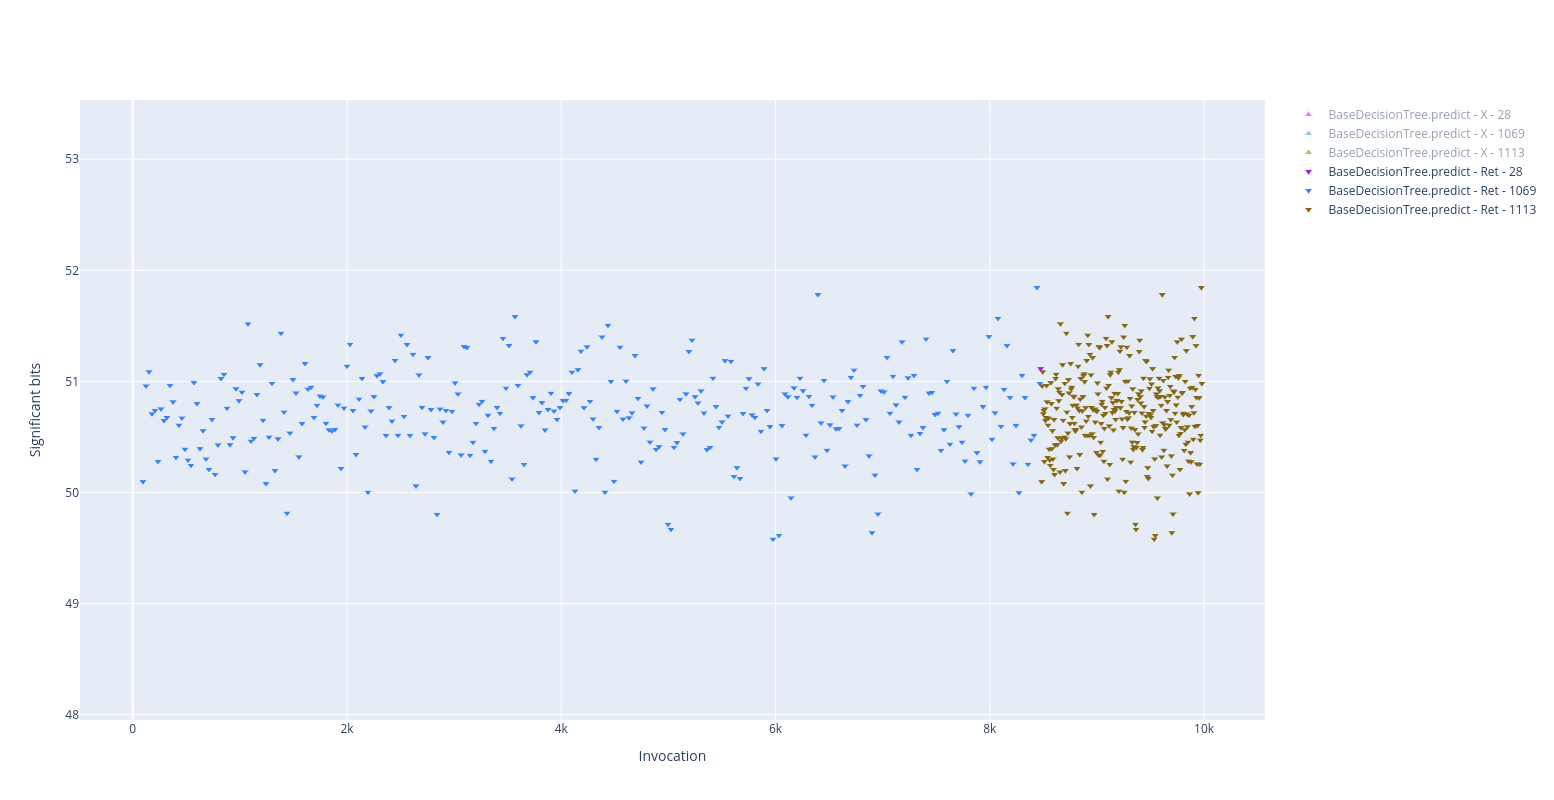 53
52
51
50
49
48
0
2k
4k
6k
8k
10k
Invocation
Significant bits
BaseDecisionTree.predict - X - 28
BaseDecisionTree.predict - X - 1069
BaseDecisionTree.predict - X - 1113
BaseDecisionTree.predict - Ret - 28
BaseDecisionTree.predict - Ret - 1069
BaseDecisionTree.predict - Ret - 1113